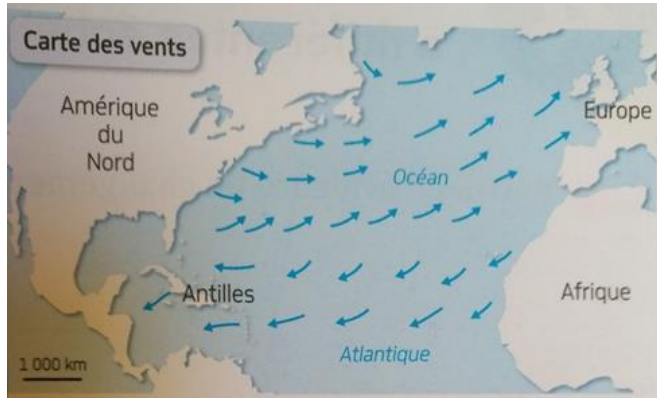 Carte des vents
Amérique
du
Nord
Europe
Océan
Antilles
Afrique
Atlantique
1 000 km